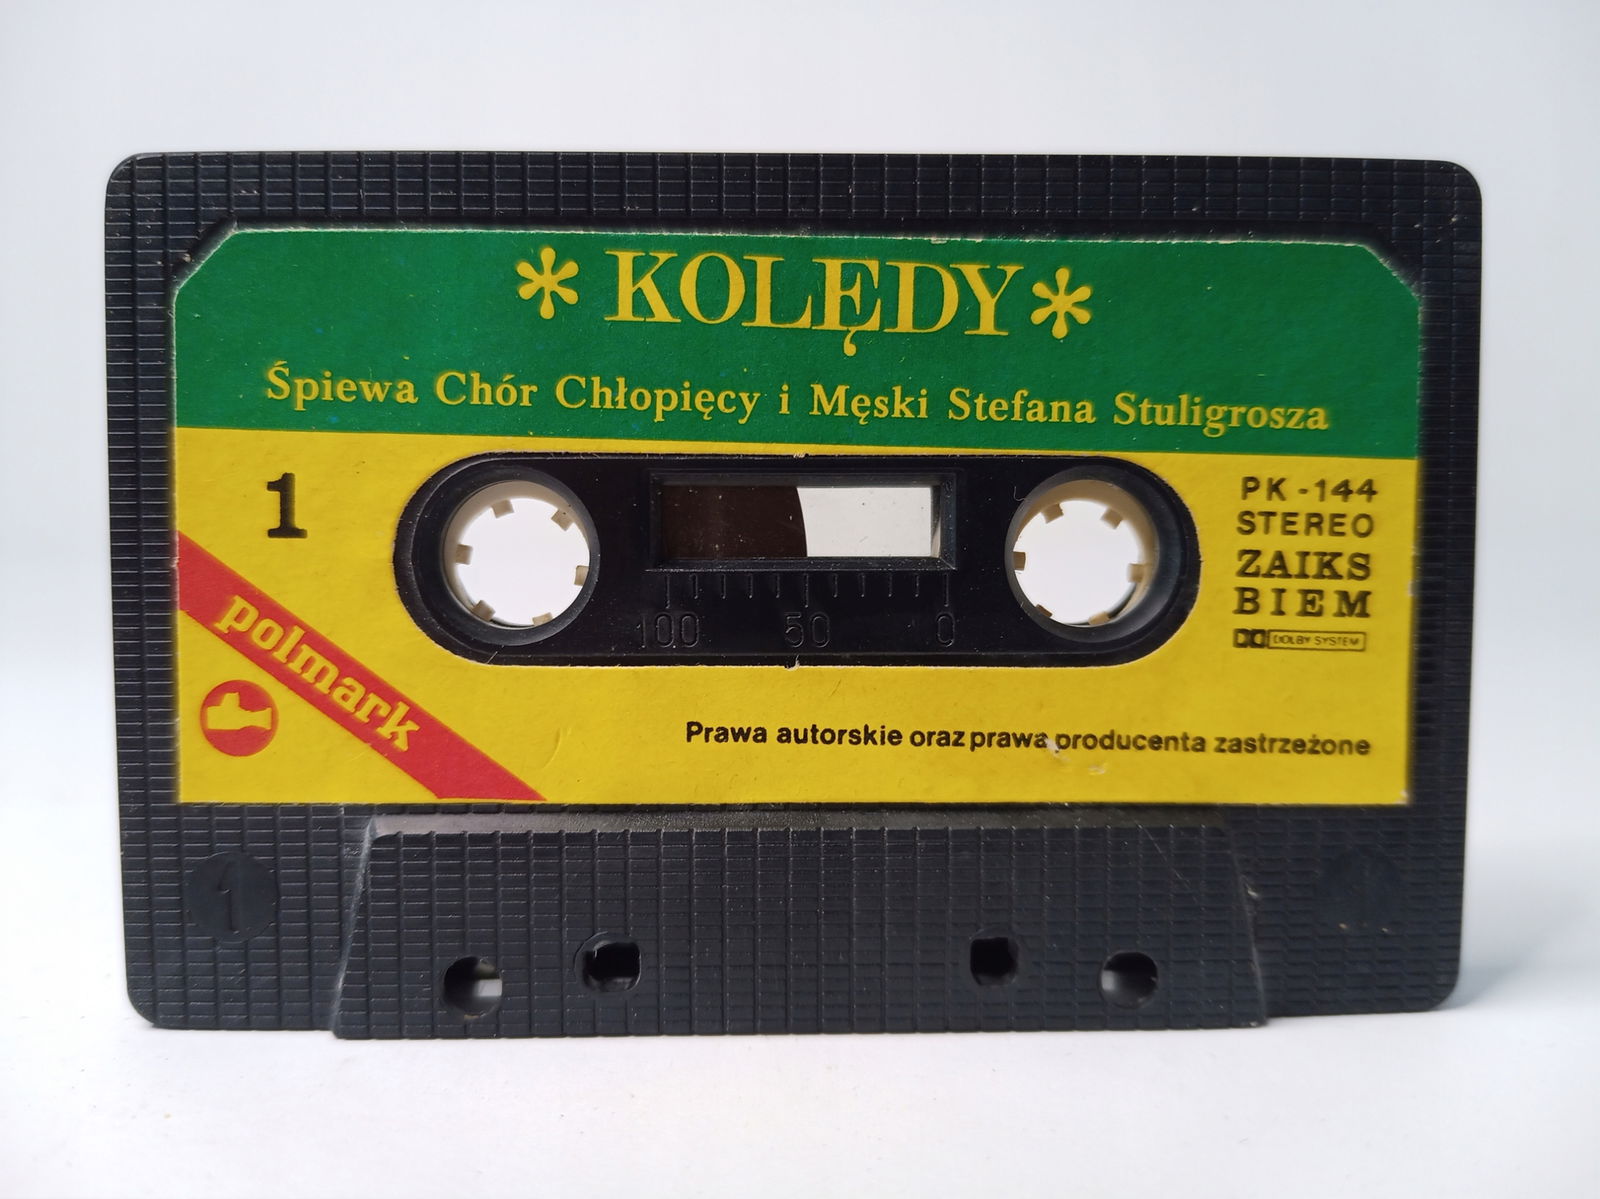 * KOLĘDY *
Śpiewa Chór Chłopięcy i Męski Stefana Stuligrosza
1
PK-144
STEREO
ZAIKS
BIEM
DOLBY SYSTEM
100 50 0
polmark
Prawa autorskie oraz prawa producenta zastrzeżone
1